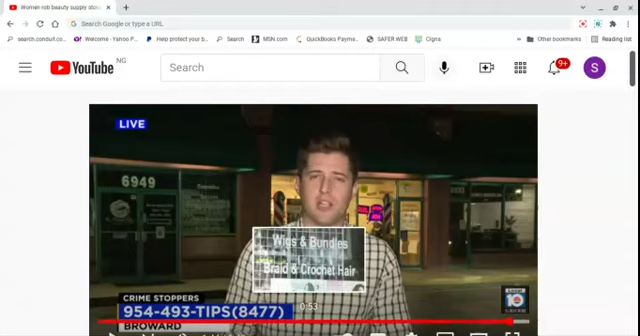 Women rob beauty supply store
Search Google or type a URL
search.conduit.co...
Welcome - Yahoo P...
Help protect your b...
Search
MSN.com
QuickBooks Payme...
SAFER WEB
Cigna
Other bookmarks
Reading list
YouTube NG
Search
9+
S
LIVE
6949
Wigs & Bundles
Braid & Crochet Hair
0:53
CRIME STOPPERS
954-493-TIPS(8477)
BROWARD
Local
10